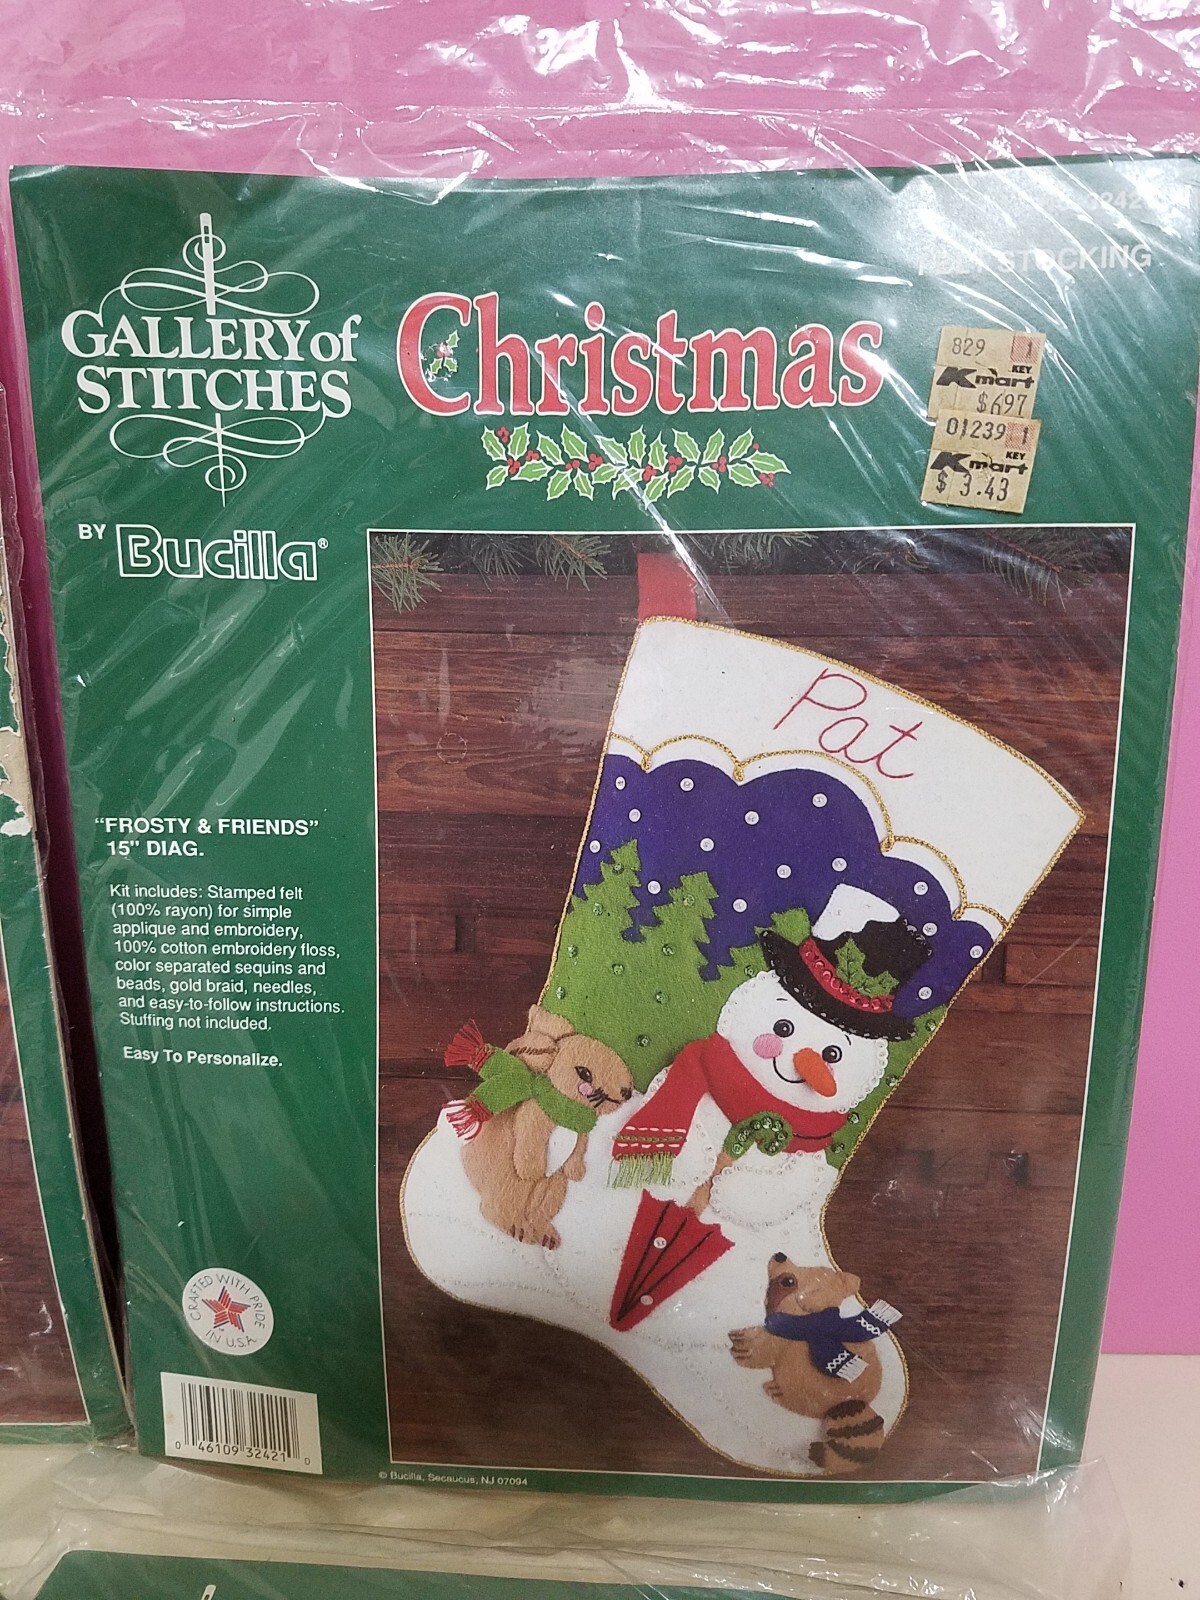 GALLERY of
STITCHES
BY Bucilla®
Christmas
STOCKING
829 1
KEY
Kmart
$697
01239 1
KEY
Kmart
$ 3.43
Pat
"FROSTY & FRIENDS"
15" DIAG.
Kit includes: Stamped felt
(100% rayon) for simple
applique and embroidery,
100% cotton embroidery floss,
color separated sequins and
beads, gold braid, needles,
and easy-to-follow instructions.
Stuffing not included.
Easy To Personalize.
CRAFTED WITH PRIDE
IN U.S.A.
0 46109 32421 0
© Bucilla, Secaucus, NJ 07094